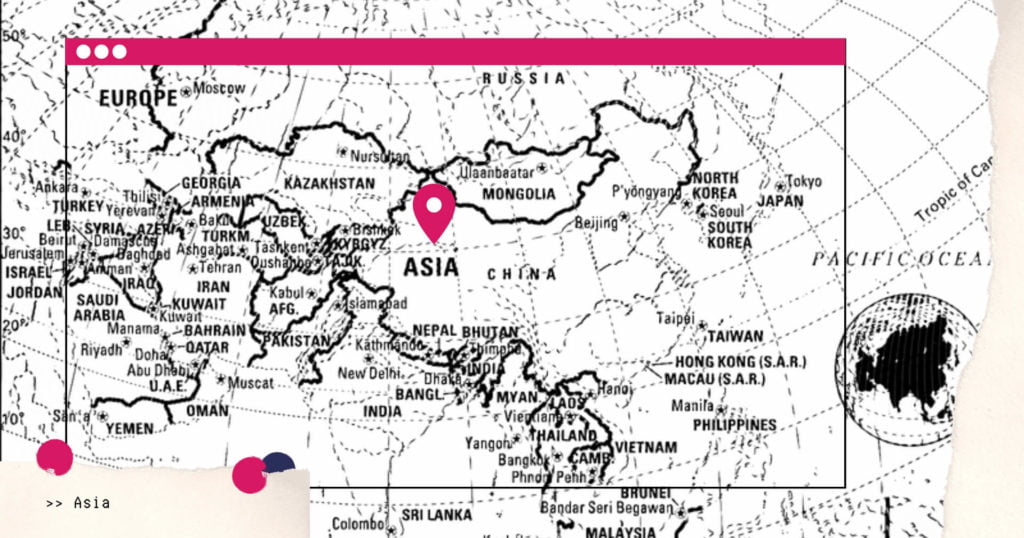 50°
RUSSIA
EUROPE
Moscow
40°
Nursultan
Ulaanbaatar
Ankara
Tbilisi
GEORGIA
KAZAKHSTAN
MONGOLIA
P'yŏngyang
NORTH
KOREA
Tokyo
JAPAN
TURKEY
Yerevan
ARMENIA
Tropic of Can
LEB.
SYRIA
AZER.
Baku
UZBEK.
Bishkek
Beijing
Seoul
SOUTH
KOREA
30°
Beirut
Damascus
TURKM.
Tashkent
KYRGYZ.
Jerusalem
Baghdad
Ashgabat
Dushanbe
TAJIK.
PACIFIC OCEA
ISRAEL
Amman
Tehran
ASIA
CHINA
JORDAN
IRAQ
IRAN
Kabul
Islamabad
SAUDI
ARABIA
KUWAIT
Kuwait
AFG.
20°
Manama
BAHRAIN
PAKISTAN
NEPAL
BHUTAN
Taipei
TAIWAN
Riyadh
Doha
QATAR
Kathmandu
Thimphu
HONG KONG (S.A.R.)
Abu Dhabi
U.A.E.
Muscat
New Delhi
INDIA
Dhaka
MACAU (S.A.R.)
10°
San'a
OMAN
INDIA
BANGL.
MYAN.
LAOS
Hanoi
Manila
PHILIPPINES
YEMEN
Vientiane
Yangon
THAILAND
VIETNAM
Bangkok
CAMB.
Phnom Penh
>> Asia
BRUNEI
Bandar Seri Begawan
Colombo
SRI LANKA
MALAYSIA